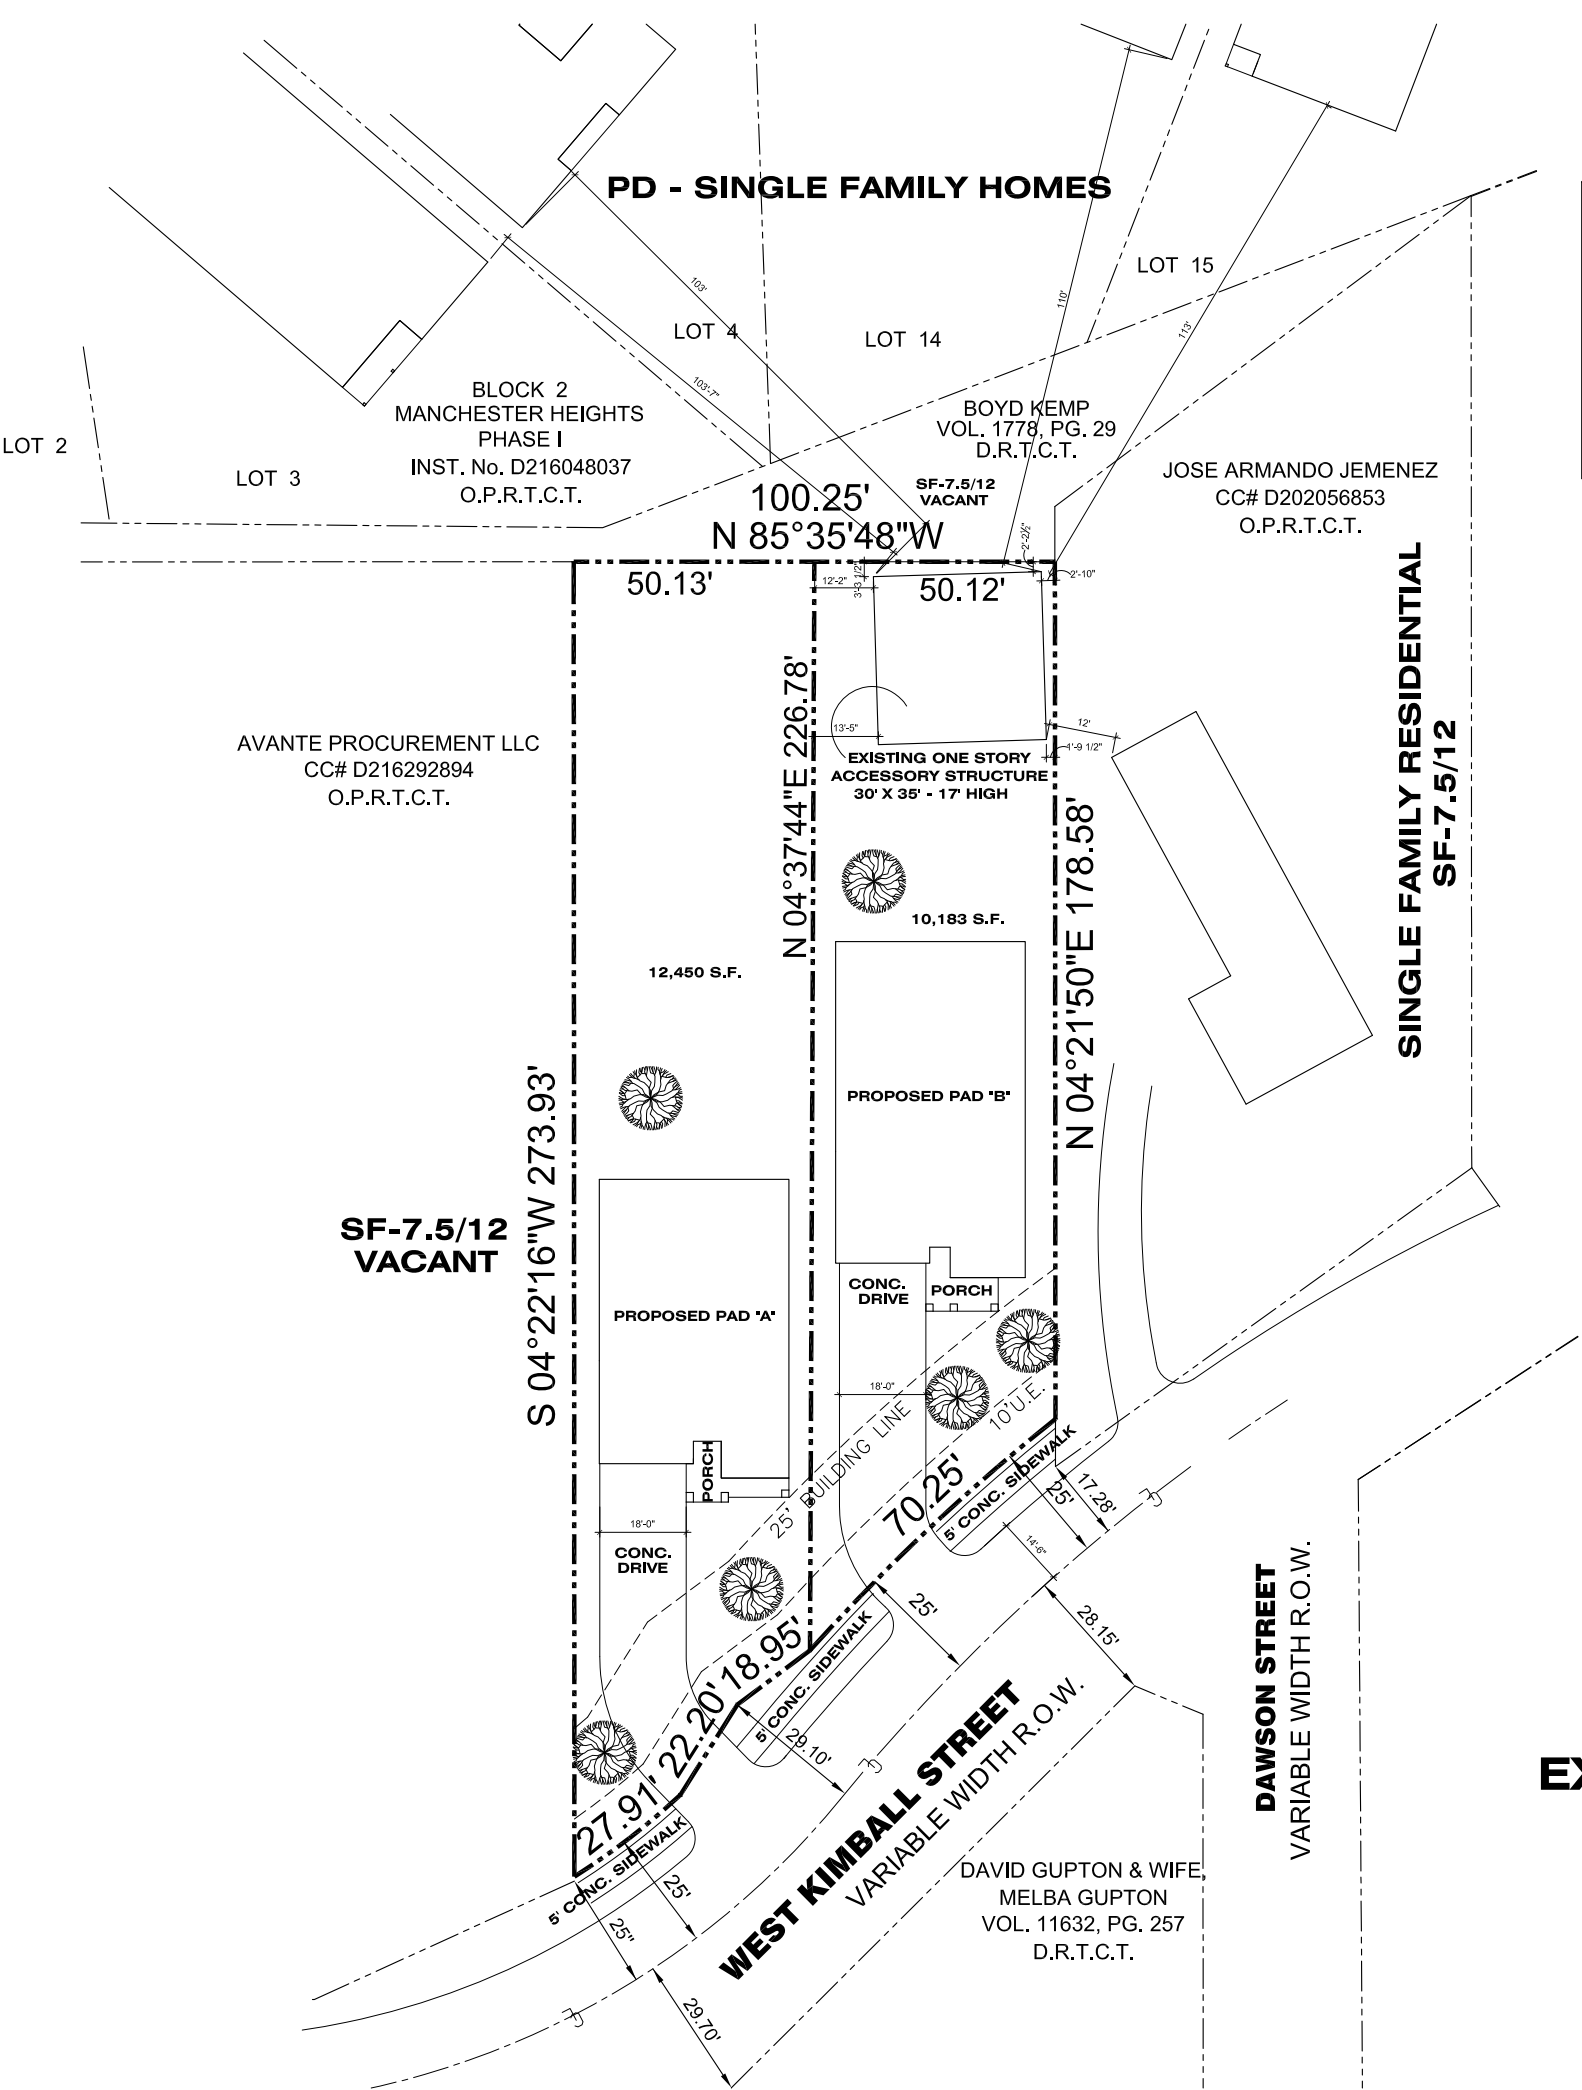 PD - SINGLE FAMILY HOMES
LOT 15
103'
110'
113'
LOT 4
LOT 14
103'-7"
BLOCK 2
MANCHESTER HEIGHTS
PHASE I
INST. No. D216048037
O.P.R.T.C.T.
BOYD KEMP
VOL. 1778, PG. 29
D.R.T.C.T.
LOT 2
LOT 3
JOSE ARMANDO JEMENEZ
CC# D202056853
O.P.R.T.C.T.
SF-7.5/12
VACANT
100.25'
N 85°35'48"W
50.13'
12'-2"
3'-3 1/2"
50.12'
2'-2½"
2'-10"
SINGLE FAMILY RESIDENTIAL
SF-7.5/12
N 04°37'44"E 226.78'
13'-5"
12'
4'-9 1/2"
AVANTE PROCUREMENT LLC
CC# D216292894
O.P.R.T.C.T.
EXISTING ONE STORY
ACCESSORY STRUCTURE
30' X 35' - 17' HIGH
N 04°21'50"E 178.58'
10,183 S.F.
12,450 S.F.
PROPOSED PAD "B"
S 04°22'16"W 273.93'
SF-7.5/12
VACANT
CONC.
DRIVE
PORCH
PROPOSED PAD "A"
18'-0"
10'U.E.
25' BUILDING LINE
PORCH
70.25'
5' CONC. SIDEWALK
17.28'
25'
18'-0"
14'-6"
CONC.
DRIVE
25'
28.15'
DAWSON STREET
VARIABLE WIDTH R.O.W.
18.95'
22.20'
27.91'
5' CONC. SIDEWALK
29.10'
WEST KIMBALL STREET
VARIABLE WIDTH R.O.W.
EX
5' CONC. SIDEWALK
25'
25"
DAVID GUPTON & WIFE,
MELBA GUPTON
VOL. 11632, PG. 257
D.R.T.C.T.
29.70'